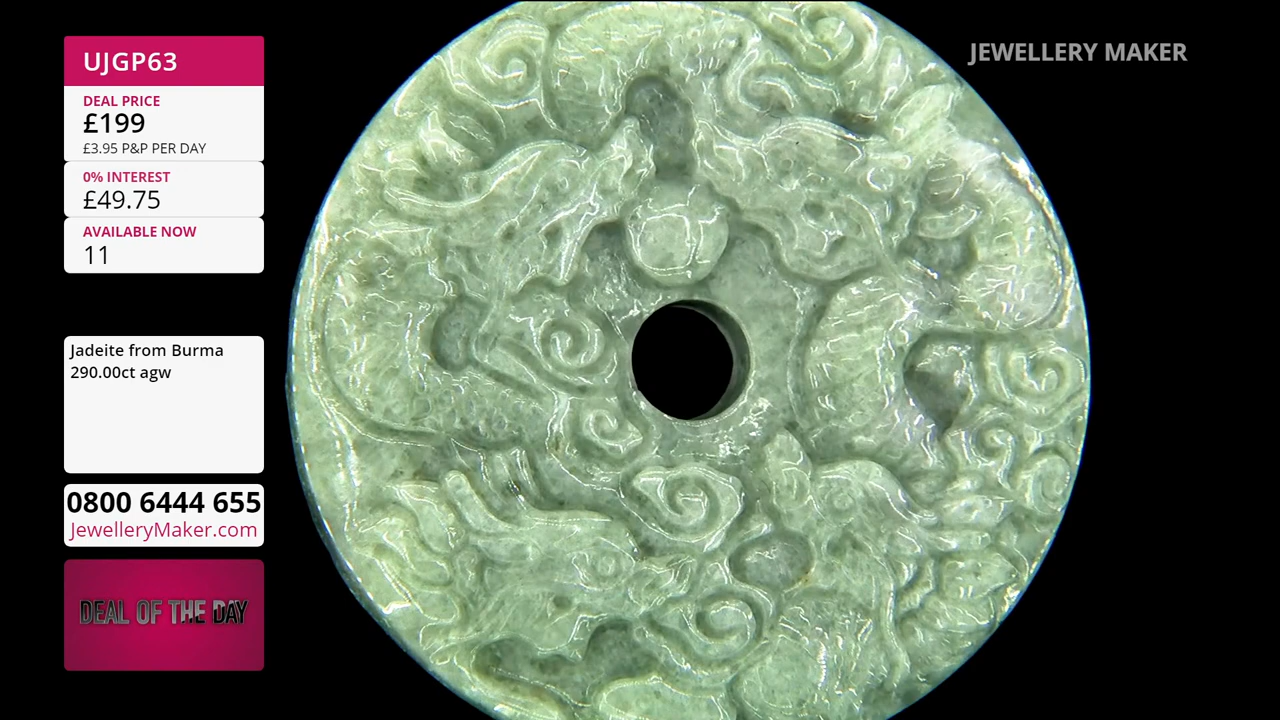 UJGP63
DEAL PRICE
£199
£3.95 P&P PER DAY
0% INTEREST
£49.75
AVAILABLE NOW
11
Jadeite from Burma
290.00ct agw
0800 6444 655
JewelleryMaker.com
DEAL OF THE DAY
JEWELLERY MAKER